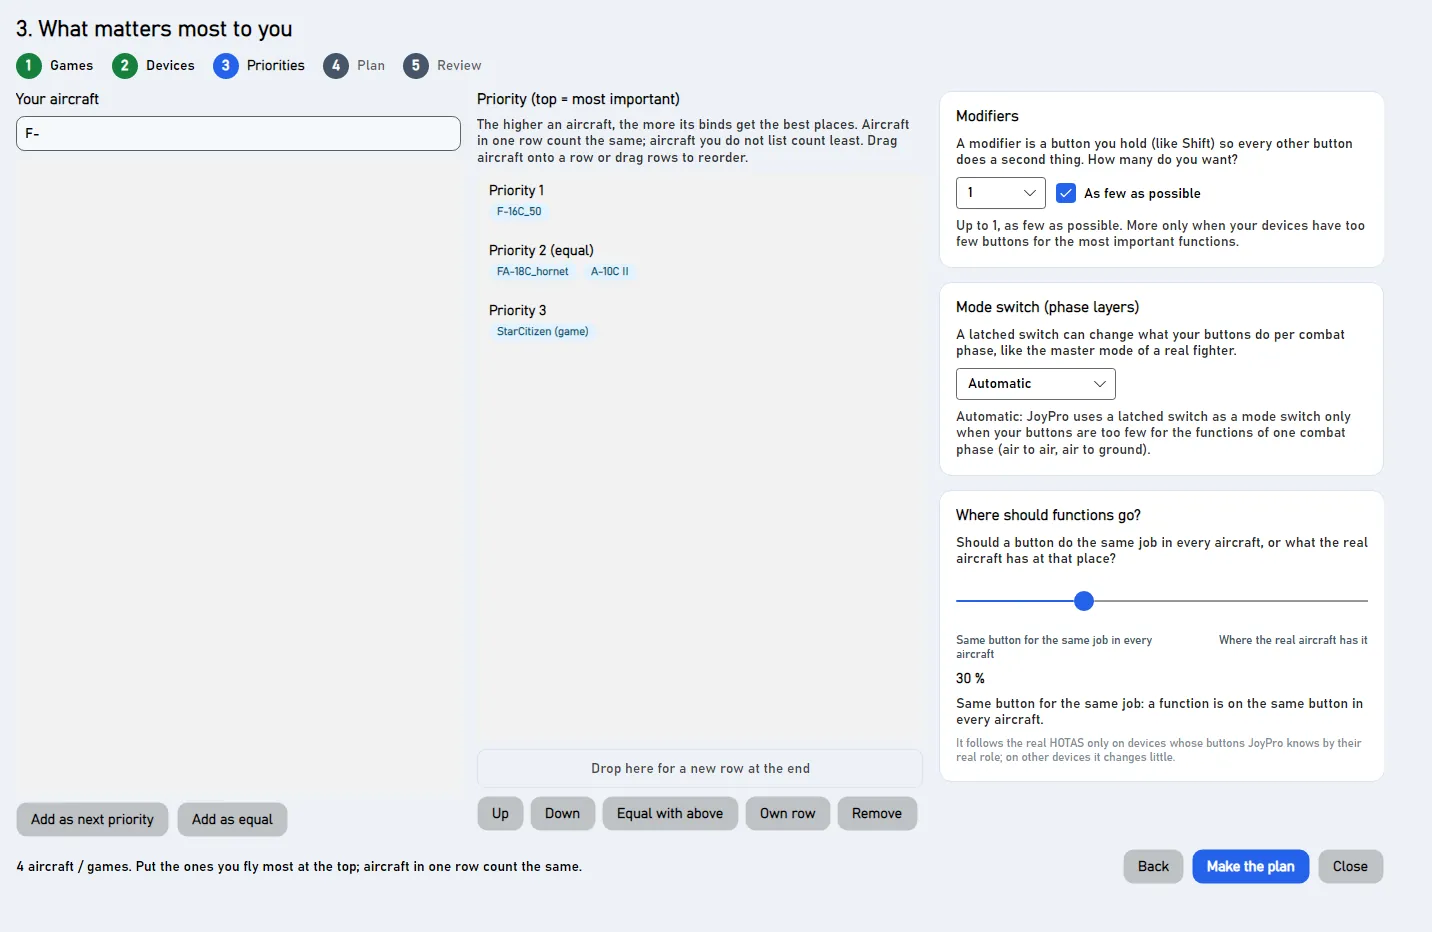 3. What matters most to you
1 Games 2 Devices 3 Priorities 4 Plan 5 Review
Your aircraft
F-
Add as next priority Add as equal
Priority (top = most important)
The higher an aircraft, the more its binds get the best places. Aircraft
in one row count the same; aircraft you do not list count least. Drag
aircraft onto a row or drag rows to reorder.
Priority 1
F-16C_50
Priority 2 (equal)
FA-18C_hornet A-10C II
Priority 3
StarCitizen (game)
Drop here for a new row at the end
Up Down Equal with above Own row Remove
Modifiers
A modifier is a button you hold (like Shift) so every other button
does a second thing. How many do you want?
1 As few as possible
Up to 1, as few as possible. More only when your devices have too
few buttons for the most important functions.
Mode switch (phase layers)
A latched switch can change what your buttons do per combat
phase, like the master mode of a real fighter.
Automatic
Automatic: JoyPro uses a latched switch as a mode switch only
when your buttons are too few for the functions of one combat
phase (air to air, air to ground).
Where should functions go?
Should a button do the same job in every aircraft, or what the real
aircraft has at that place?
Same button for the same job in every
aircraft
Where the real aircraft has it
30 %
Same button for the same job: a function is on the same button in
every aircraft.
It follows the real HOTAS only on devices whose buttons JoyPro knows by their
real role; on other devices it changes little.
4 aircraft / games. Put the ones you fly most at the top; aircraft in one row count the same.
Back Make the plan Close